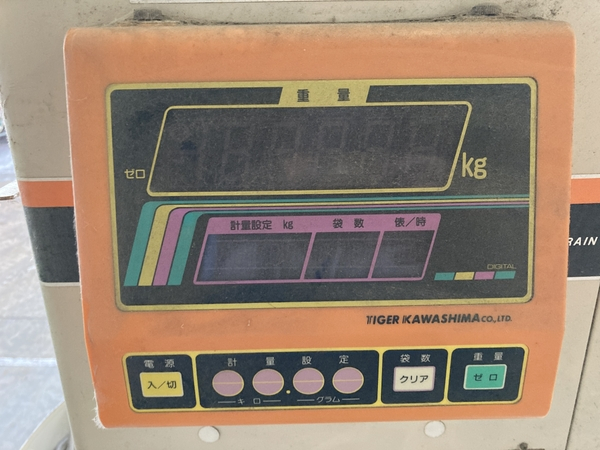 重量
ゼロ
kg
計量設定 kg 袋数 俵/時
DIGITAL
TIGER KAWASHIMA CO., LTD.
RAIN
電源 計量設定 袋数 重量
入/切 クリア ゼロ
キロ グラム